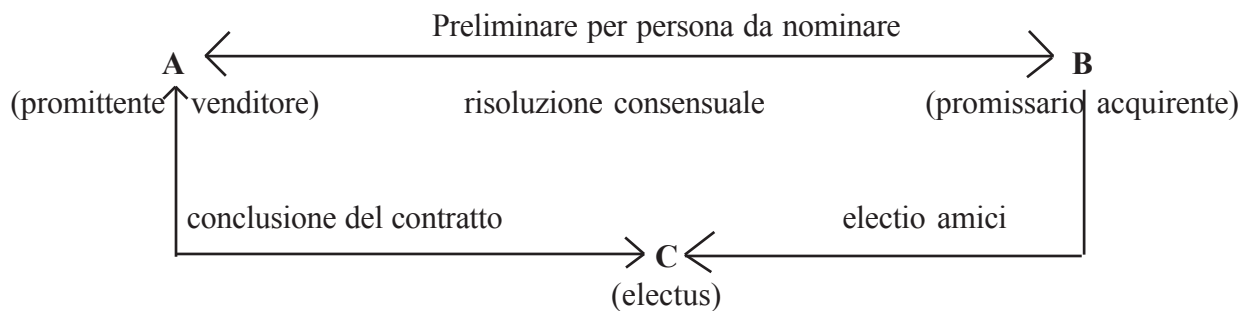 Preliminare per persona da nominare
A B
(promittente venditore) risoluzione consensuale (promissario acquirente)
conclusione del contratto electio amici
C
(electus)